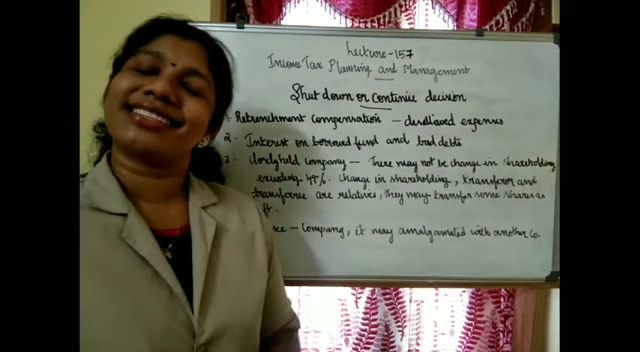 Lecture-157
Income Tax Planning and Management
Shut down or continue decision
1. Retrenchment compensation — disallowed expenses
2. Interest on borrowed fund and bad debts
3. closely held company — There may not be change in shareholding
exceeding 49%. change in shareholding, transferor and
transferee are relatives, they may transfer some shares as
ift.
see — Company, it may amalgamated with another Co.